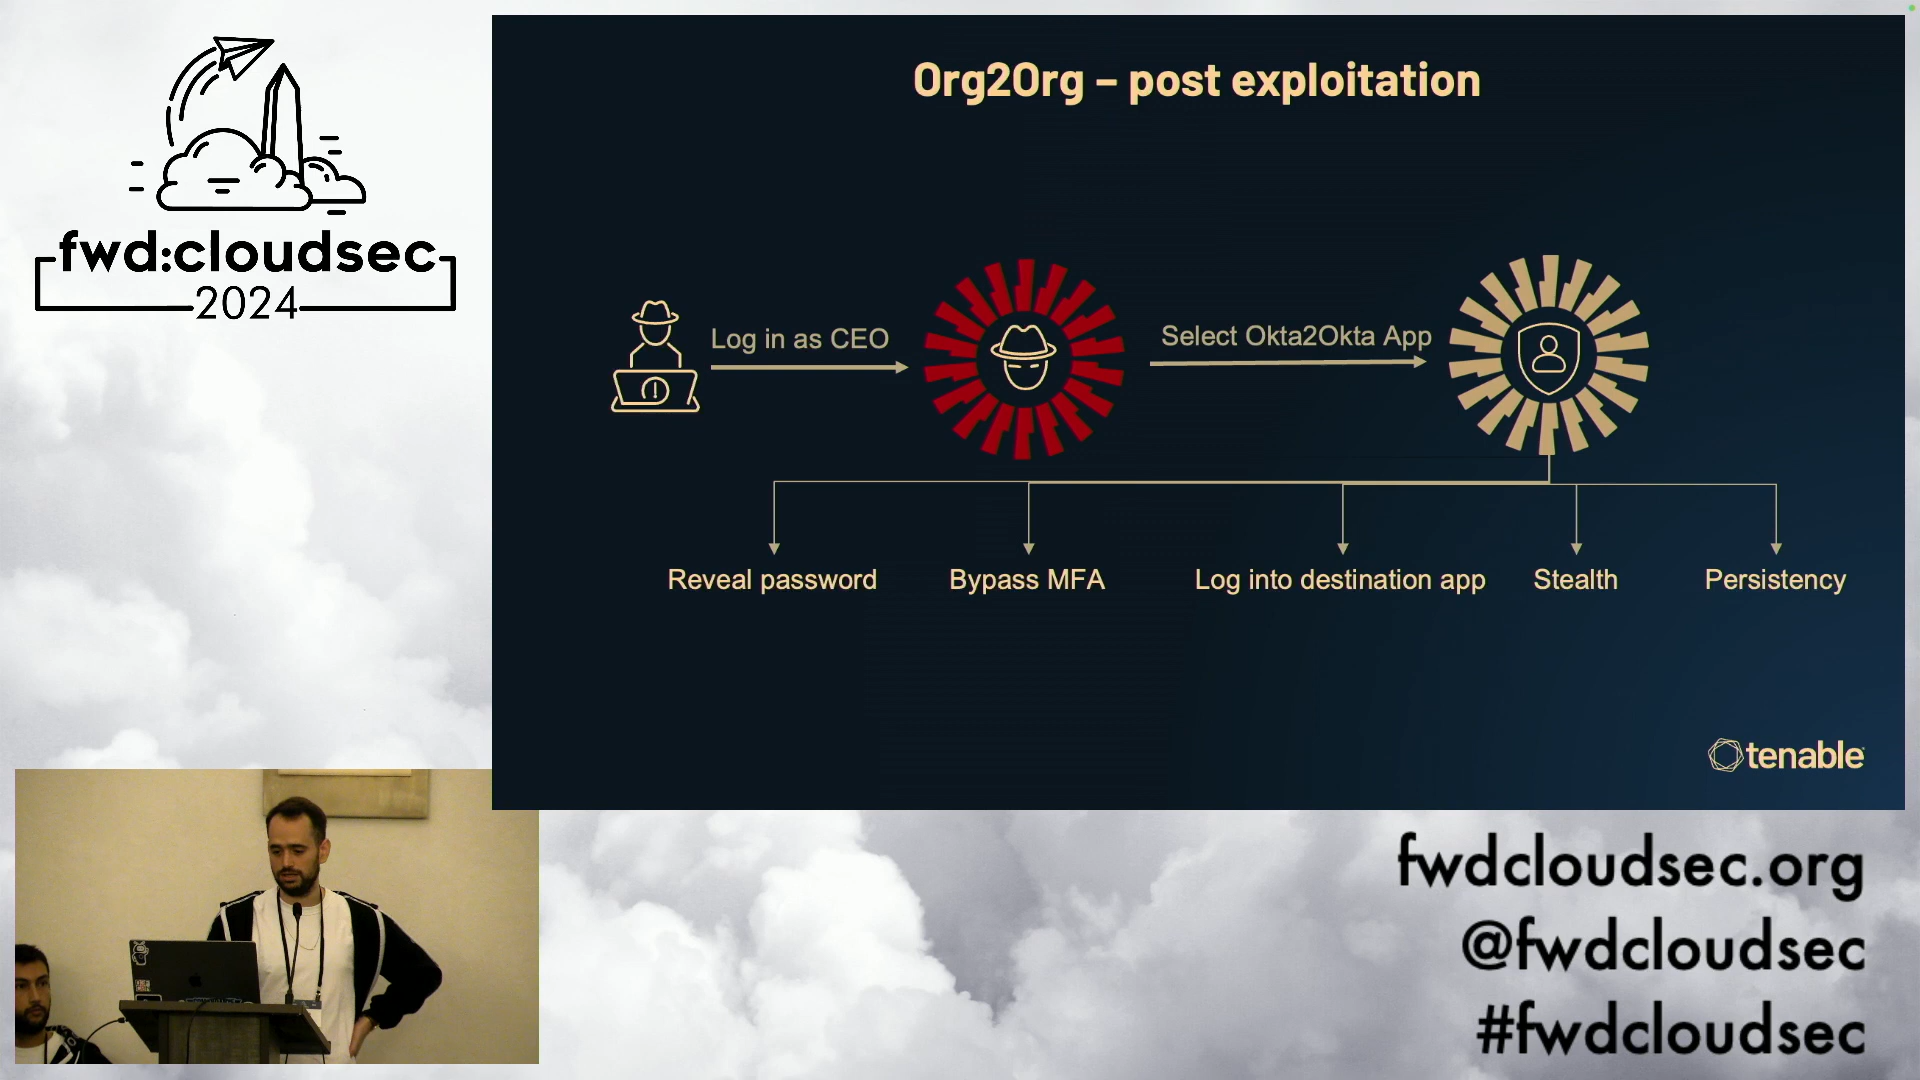 fwd:cloudsec
2024
Org2Org – post exploitation
Log in as CEO
Select Okta2Okta App
Reveal password
Bypass MFA
Log into destination app
Stealth
Persistency
tenable
fwdcloudsec.org
@fwdcloudsec
#fwdcloudsec